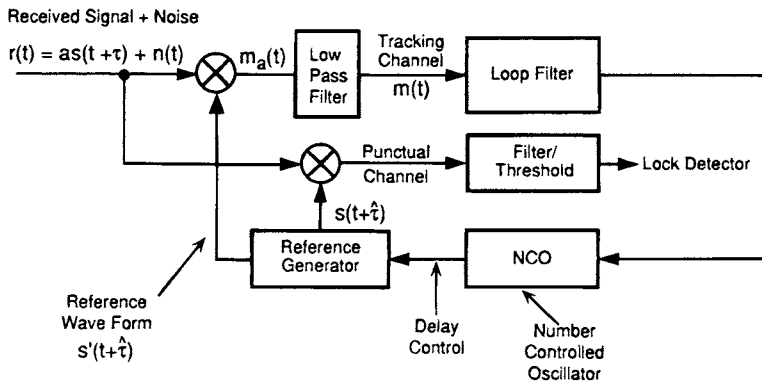 Received Signal + Noise
r(t) = as(t +τ) + n(t)
m_a(t)
Low
Pass
Filter
Tracking
Channel
m(t)
Loop Filter
Punctual
Channel
Filter/
Threshold
Lock Detector
s(t+τ̂)
Reference
Generator
NCO
Reference
Wave Form
s'(t+τ̂)
Delay
Control
Number
Controlled
Oscillator